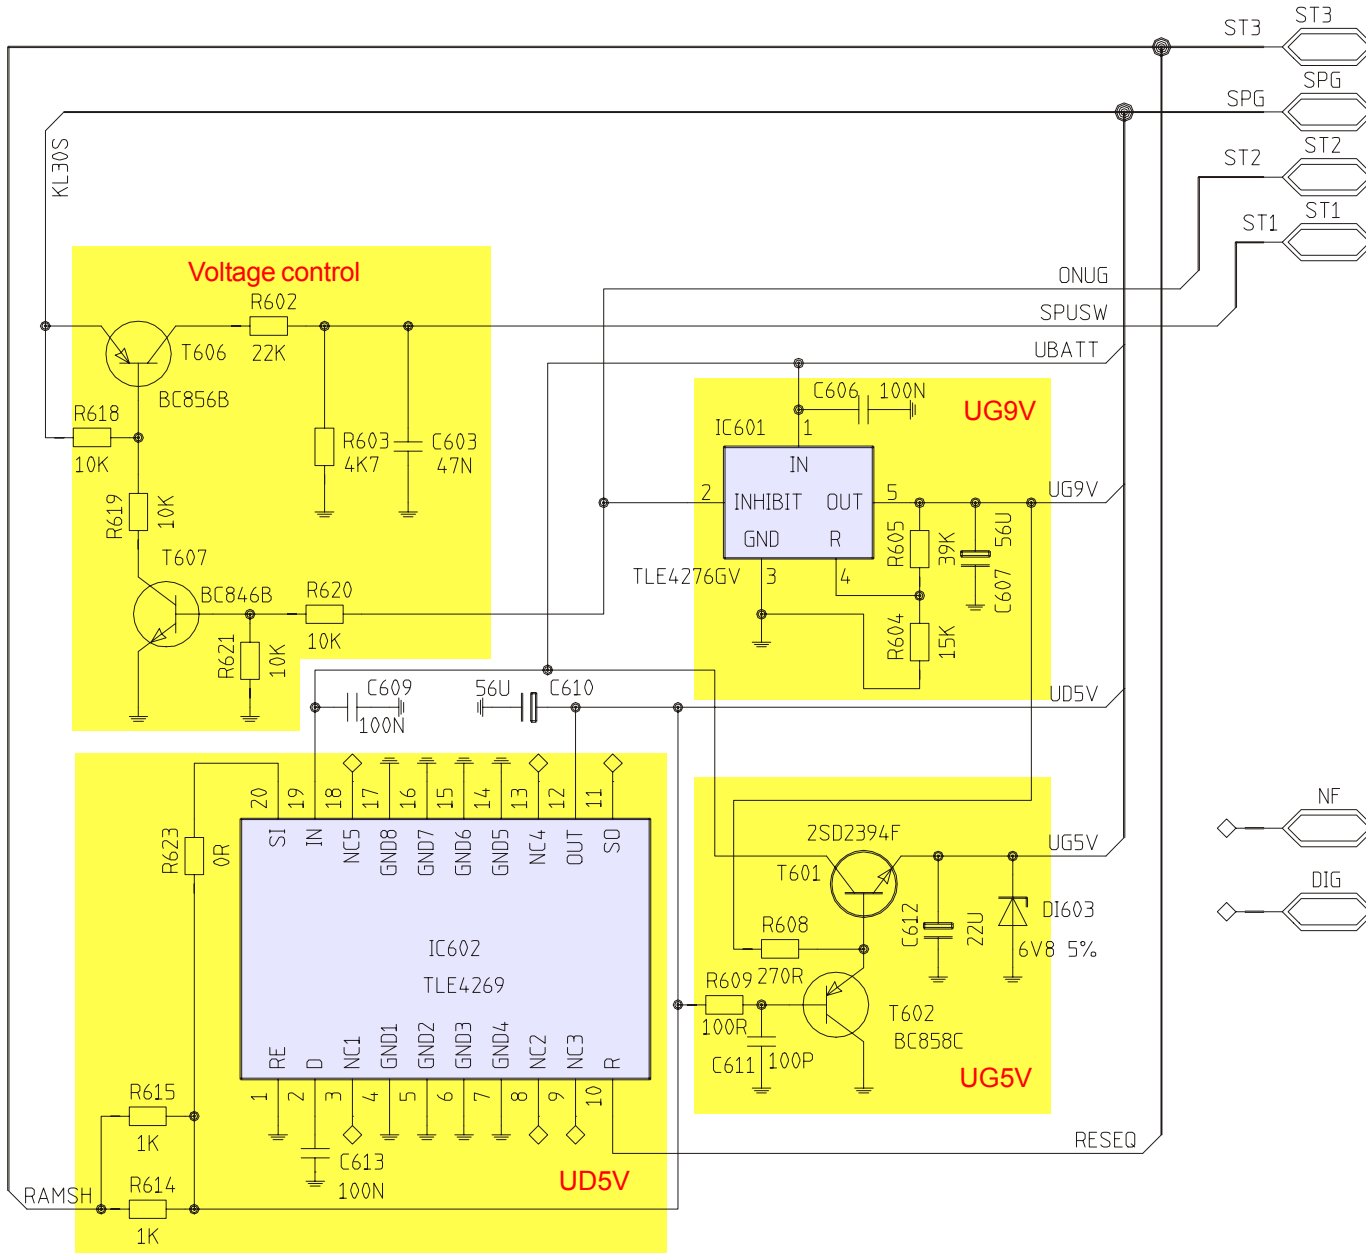 ST3
ST3
SPG
SPG
ST2
ST2
ST1
ST1
KL30S
Voltage control
R602
22K
T606
BC856B
R618
10K
R603
4K7
C603
47N
R619
10K
T607
BC846B
R620
10K
R621
10K
ONUG
SPUSW
UBATT
C606
100N
UG9V
IC601
1
IN
2
INHIBIT
OUT
5
GND
R
3
4
TLE4276GV
R605
39K
56U
C607
R604
15K
UG9V
UD5V
C609
100N
56U
C610
R623
0R
20
19
18
17
16
15
14
13
12
11
SI
IN
NC5
GND8
GND7
GND6
GND5
NC4
OUT
SO
IC602
TLE4269
RE
D
NC1
GND1
GND2
GND3
GND4
NC2
NC3
R
1
2
3
4
5
6
7
8
9
10
R615
1K
R614
1K
RAMSH
C613
100N
UD5V
2SD2394F
T601
UG5V
R608
270R
C612
22U
DI603
6V8 5%
R609
100R
T602
BC858C
C611
100P
UG5V
RESEQ
NF
DIG